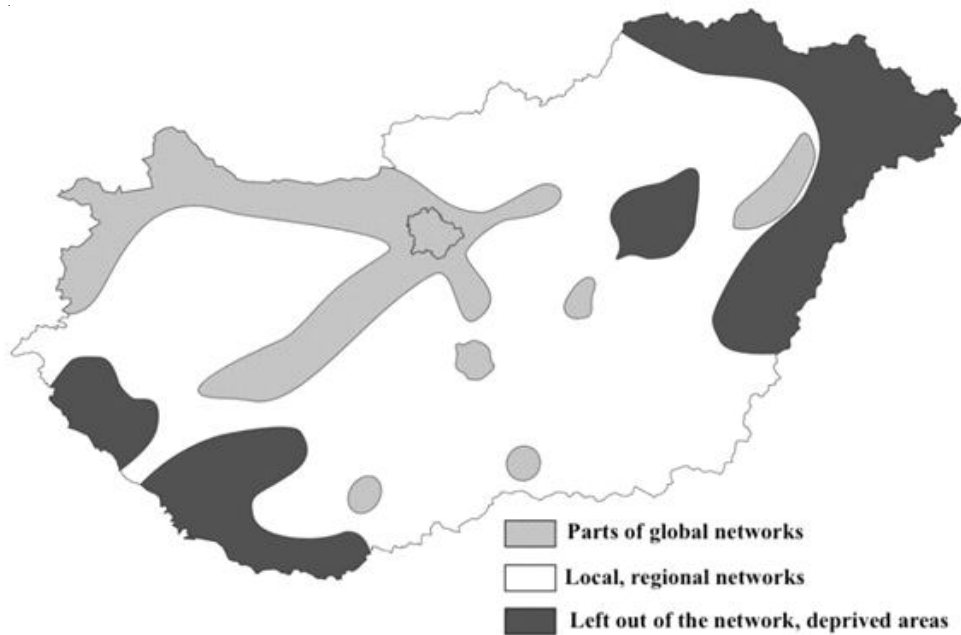 Parts of global networks
Local, regional networks
Left out of the network, deprived areas